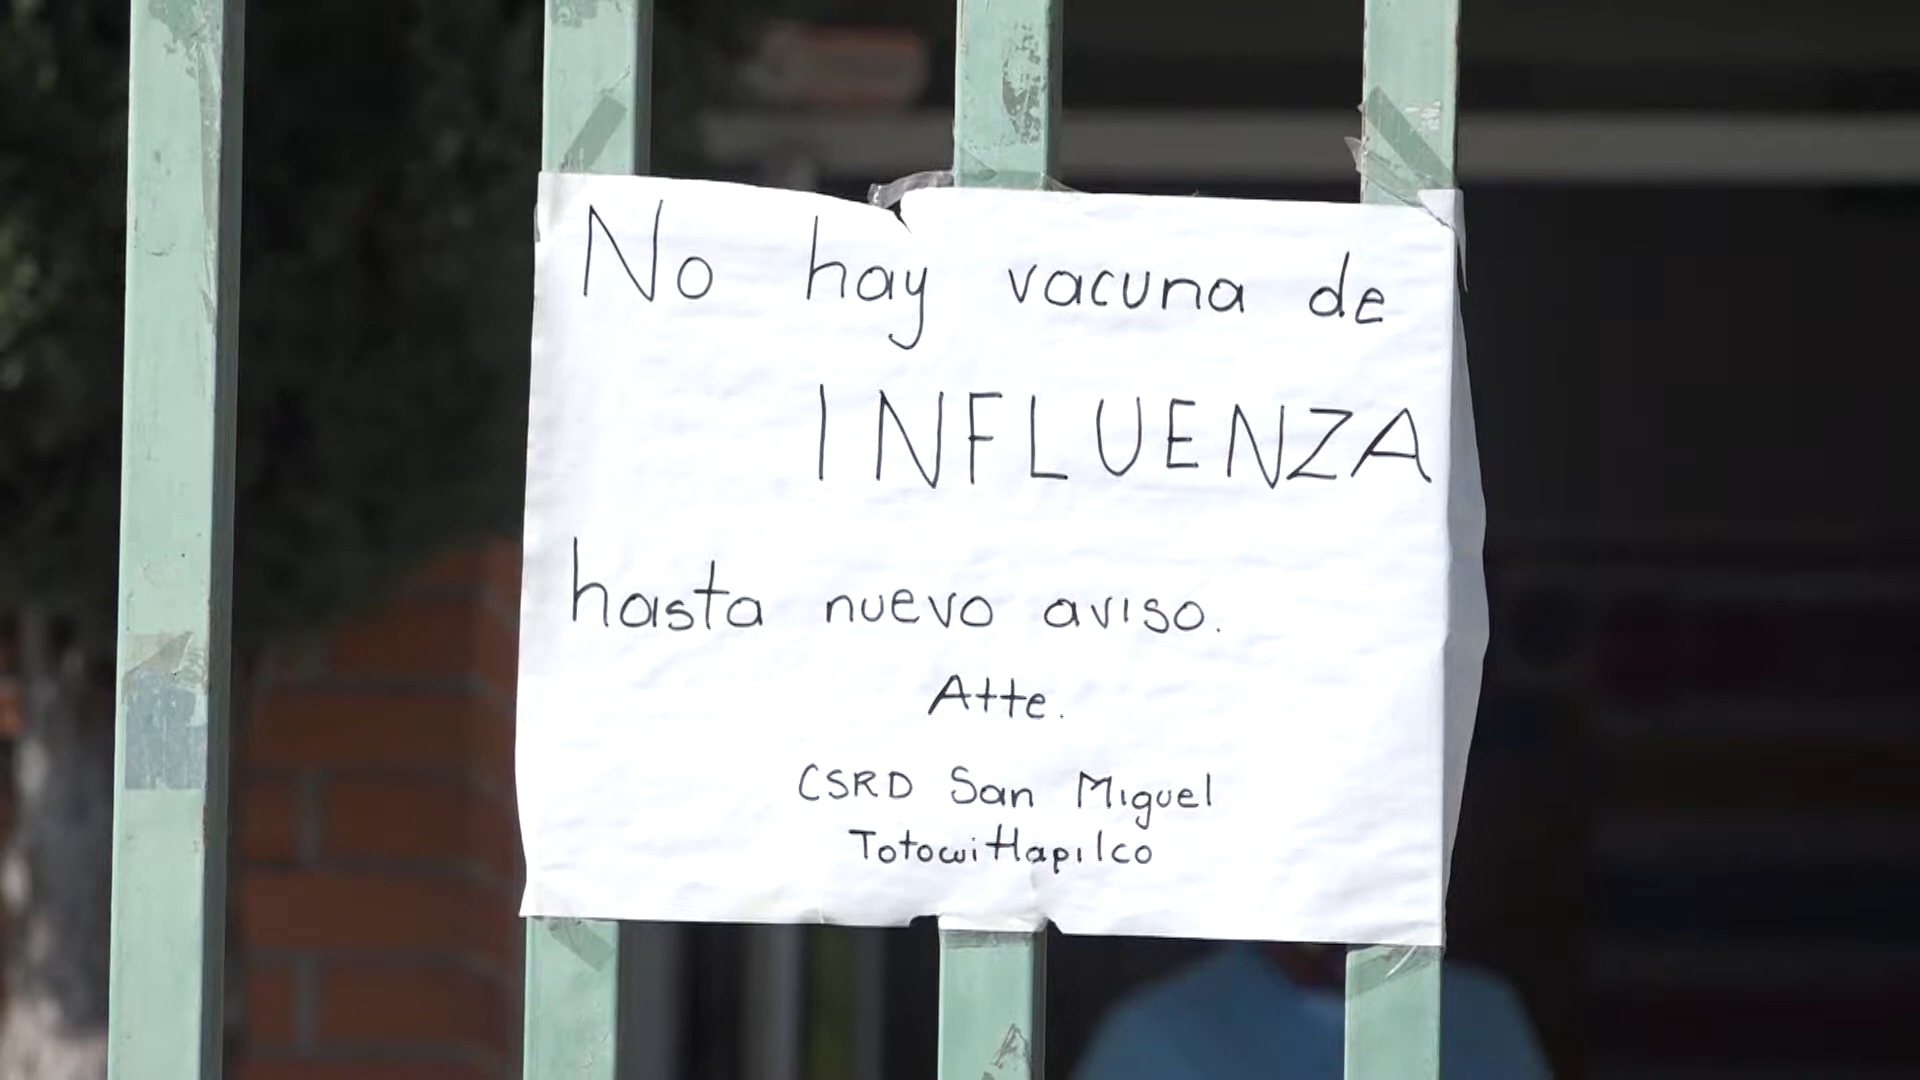 No hay vacuna de
INFLUENZA
hasta nuevo aviso.
Atte.
CSRD San Miguel
Totocuitlapilco